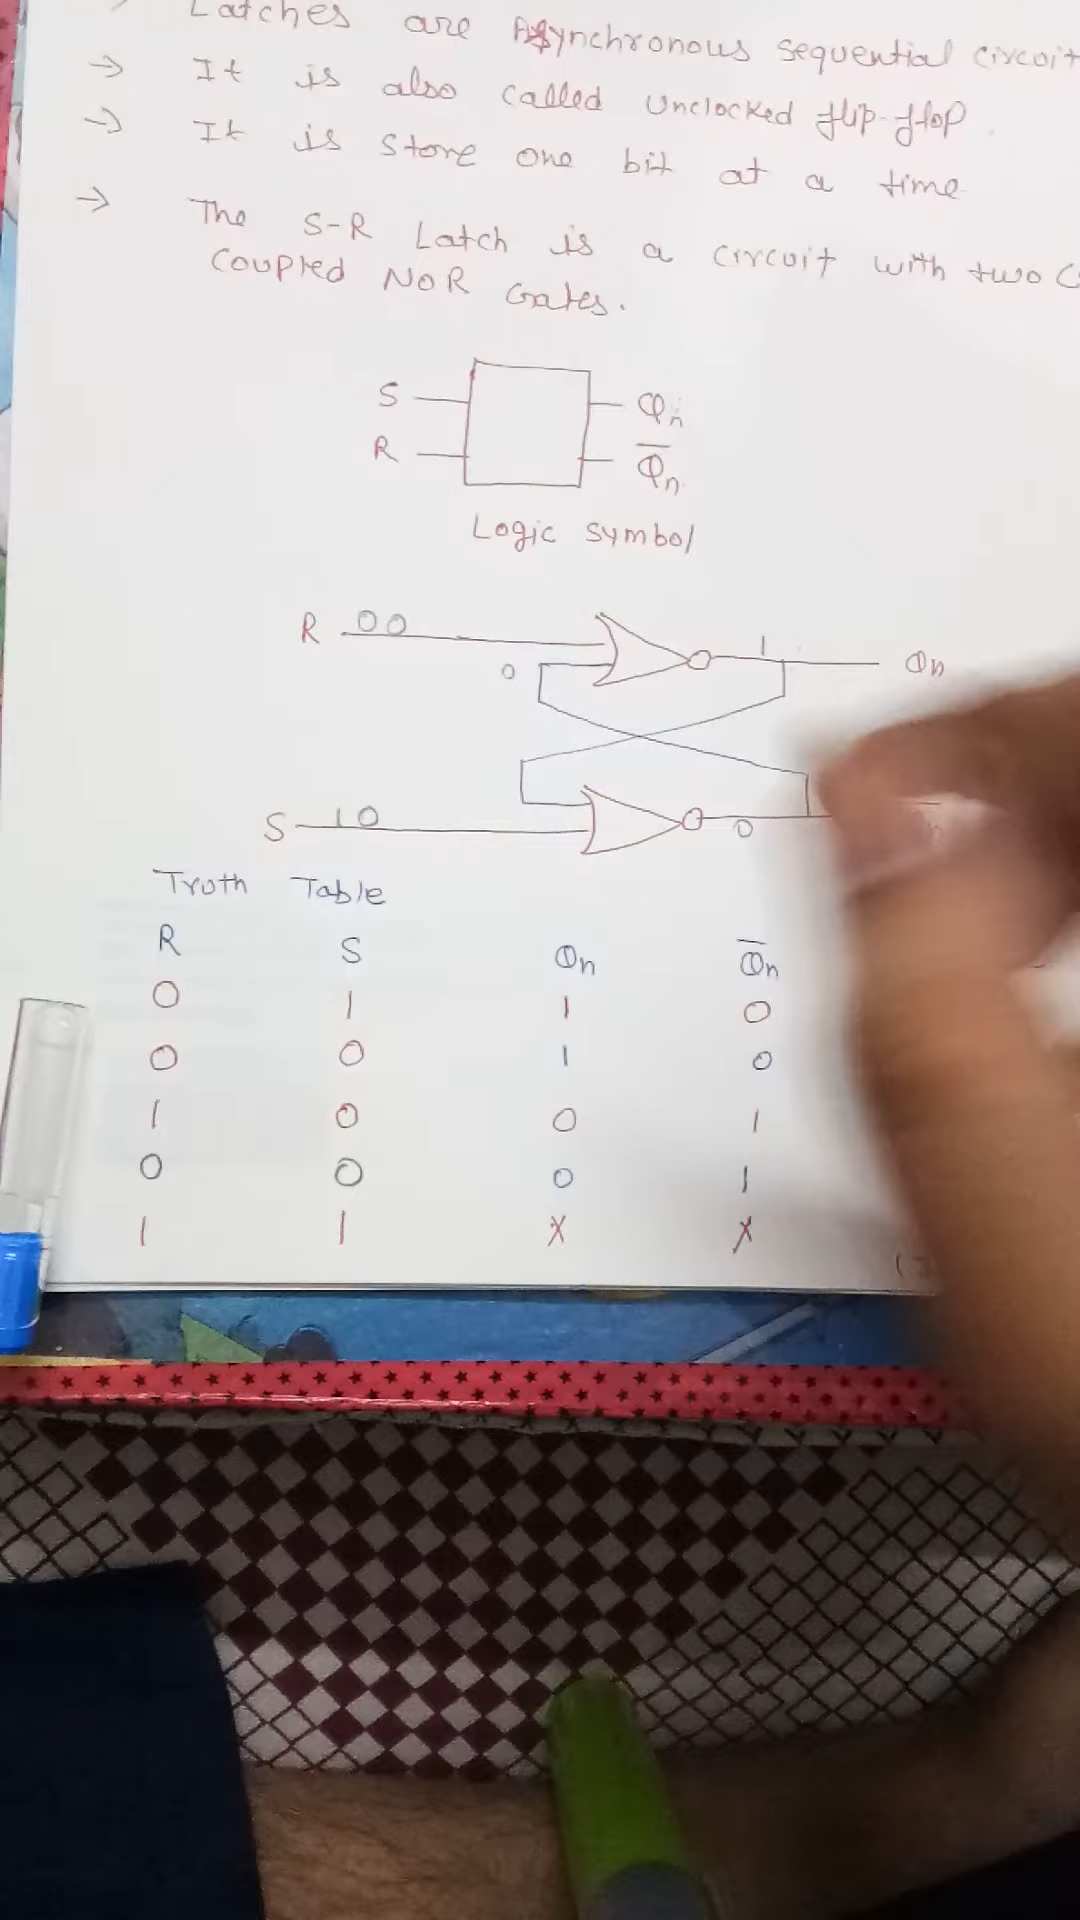 Latches are Asynchronous sequential circuit
→ It is also called unclocked flip-flop.
→ It is store one bit at a time
→ The S-R Latch is a circuit with two
coupled NOR Gates.
S Qn
R Q̅n
Logic symbol
R 00 1 Qn
0
S 10 0
Truth Table
R S Qn Q̅n
0 1 1 0
0 0 1 0
1 0 0 1
0 0 0 1
1 1 X X